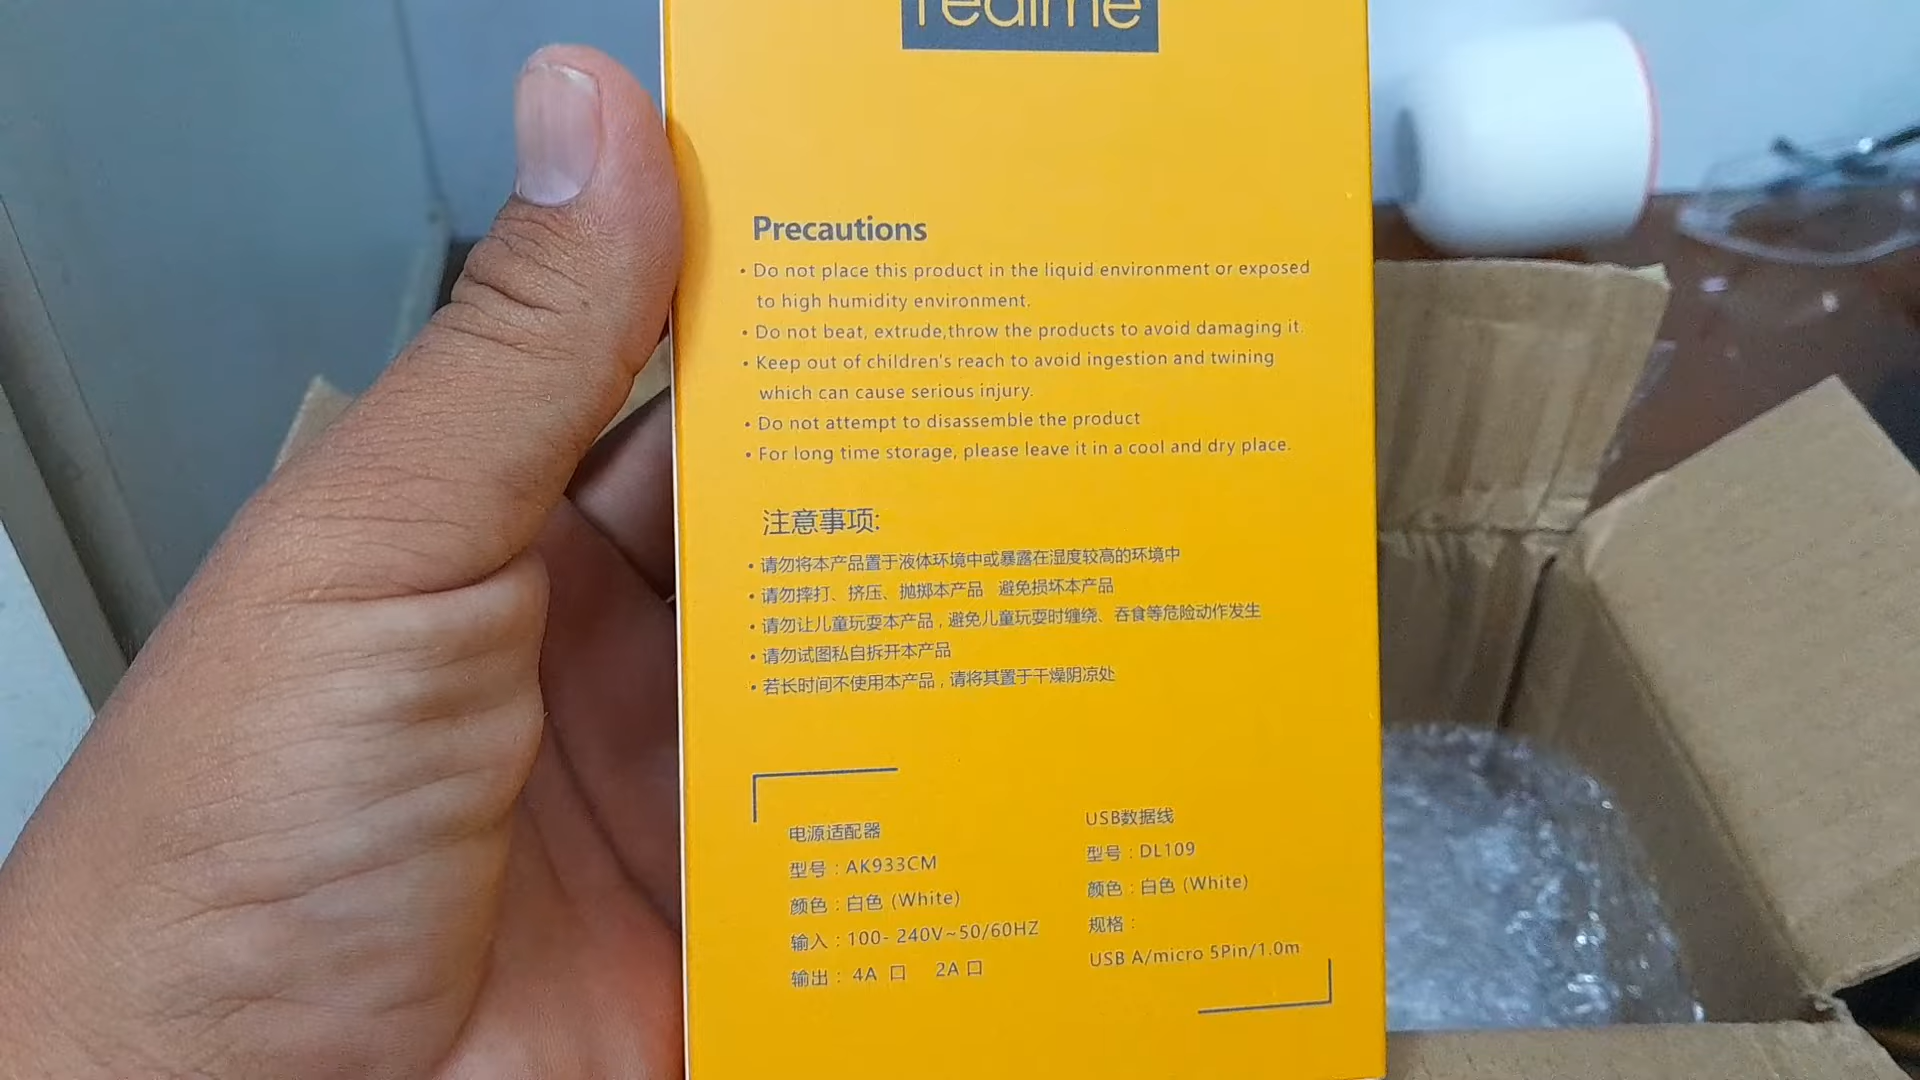 realme
Precautions
• Do not place this product in the liquid environment or exposed
to high humidity environment.
• Do not beat, extrude,throw the products to avoid damaging it.
• Keep out of children's reach to avoid ingestion and twining
which can cause serious injury.
• Do not attempt to disassemble the product
• For long time storage, please leave it in a cool and dry place.
注意事项:
• 请勿将本产品置于液体环境中或暴露在湿度较高的环境中
• 请勿摔打、挤压、抛掷本产品 避免损坏本产品
• 请勿让儿童玩耍本产品，避免儿童玩耍时缠绕、吞食等危险动作发生
• 请勿试图私自拆开本产品
• 若长时间不使用本产品，请将其置于干燥阴凉处
电源适配器
型号：AK933CM
颜色：白色 (White)
输入：100- 240V~50/60HZ
输出： 4A 口 2A 口
USB数据线
型号：DL109
颜色：白色 (White)
规格：
USB A/micro 5Pin/1.0m